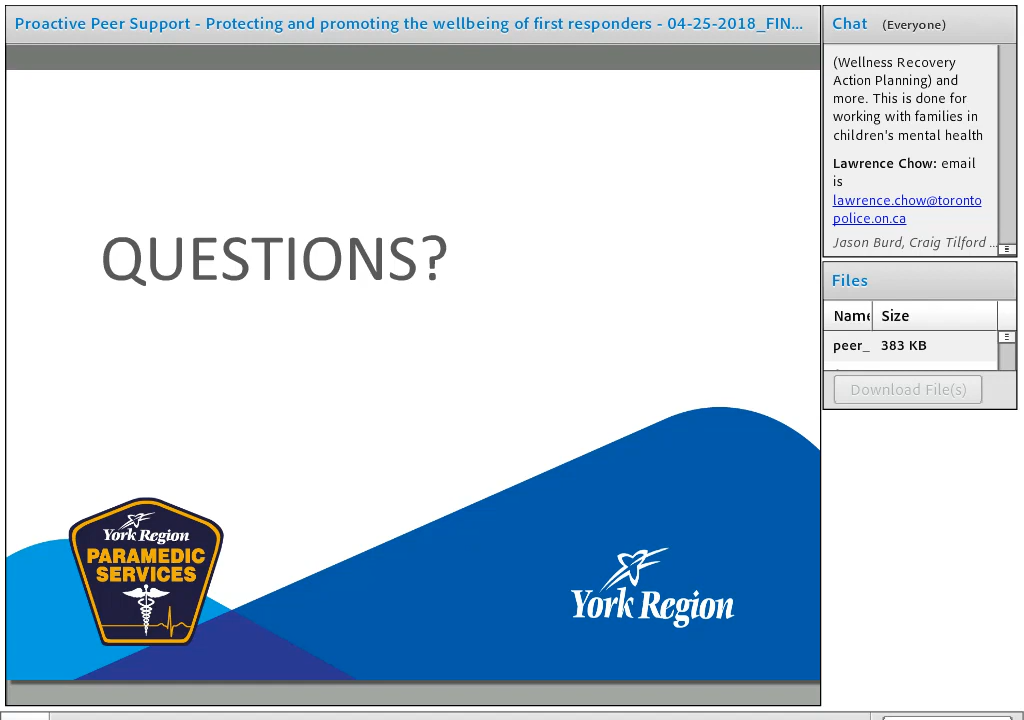 Proactive Peer Support - Protecting and promoting the wellbeing of first responders - 04-25-2018_FIN...
QUESTIONS?
York Region
PARAMEDIC
SERVICES
York Region
Chat (Everyone)
(Wellness Recovery
Action Planning) and
more. This is done for
working with families in
children's mental health
Lawrence Chow: email
is
lawrence.chow@toronto
police.on.ca
Jason Burd, Craig Tilford ...
Files
Name Size
peer_ 383 KB
Download File(s)